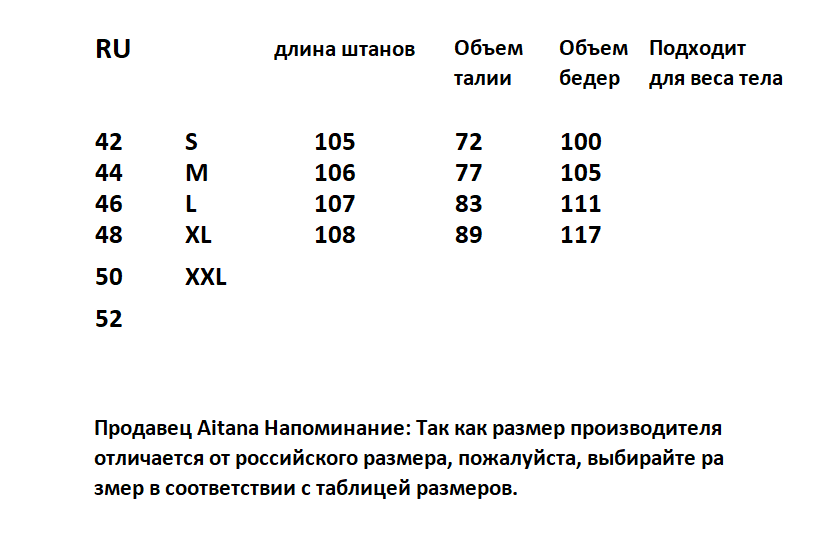 RU длина штанов Объем талии Объем бедер Подходит для веса тела
42 S 105 72 100
44 M 106 77 105
46 L 107 83 111
48 XL 108 89 117
50 XXL
52
Продавец Aitana Напоминание: Так как размер производителя
отличается от российского размера, пожалуйста, выбирайте ра
змер в соответствии с таблицей размеров.